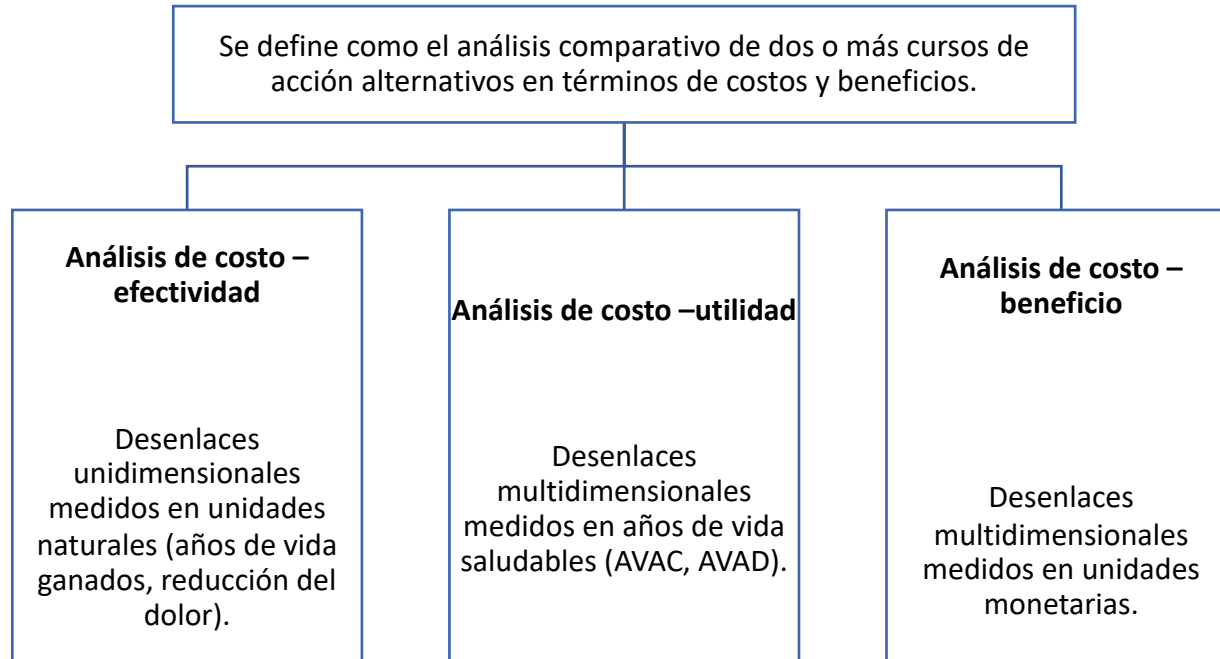 Se define como el análisis comparativo de dos o más cursos de
acción alternativos en términos de costos y beneficios.
Análisis de costo –
efectividad
Desenlaces
unidimensionales
medidos en unidades
naturales (años de vida
ganados, reducción del
dolor).
Análisis de costo –utilidad
Desenlaces
multidimensionales
medidos en años de vida
saludables (AVAC, AVAD).
Análisis de costo –
beneficio
Desenlaces
multidimensionales
medidos en unidades
monetarias.